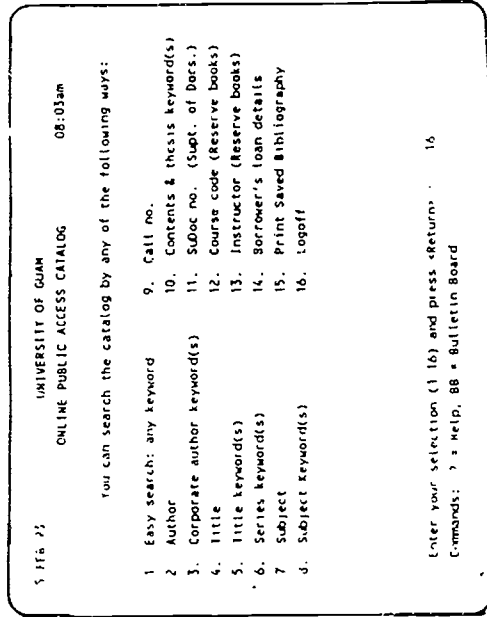 UNIVERSITY OF GUAM
ONLINE PUBLIC ACCESS CATALOG 08:03am
You can search the catalog by any of the following ways:
1 Easy search: any keyword 9. Call no.
2 Author 10. Contents & thesis keyword(s)
3. Corporate author keyword(s) 11. SuDoc no. (Supt. of Docs.)
4. Title 12. Course code (Reserve books)
5. Title keyword(s) 13. Instructor (Reserve books)
6. Series keyword(s) 14. Borrower's loan details
7 Subject 15. Print Saved Bibliography
8. Subject Keyword(s) 16. Logoff
Enter your selection (1 16) and press <Return> . 16
Commands: ? = Help, BB = Bulletin Board